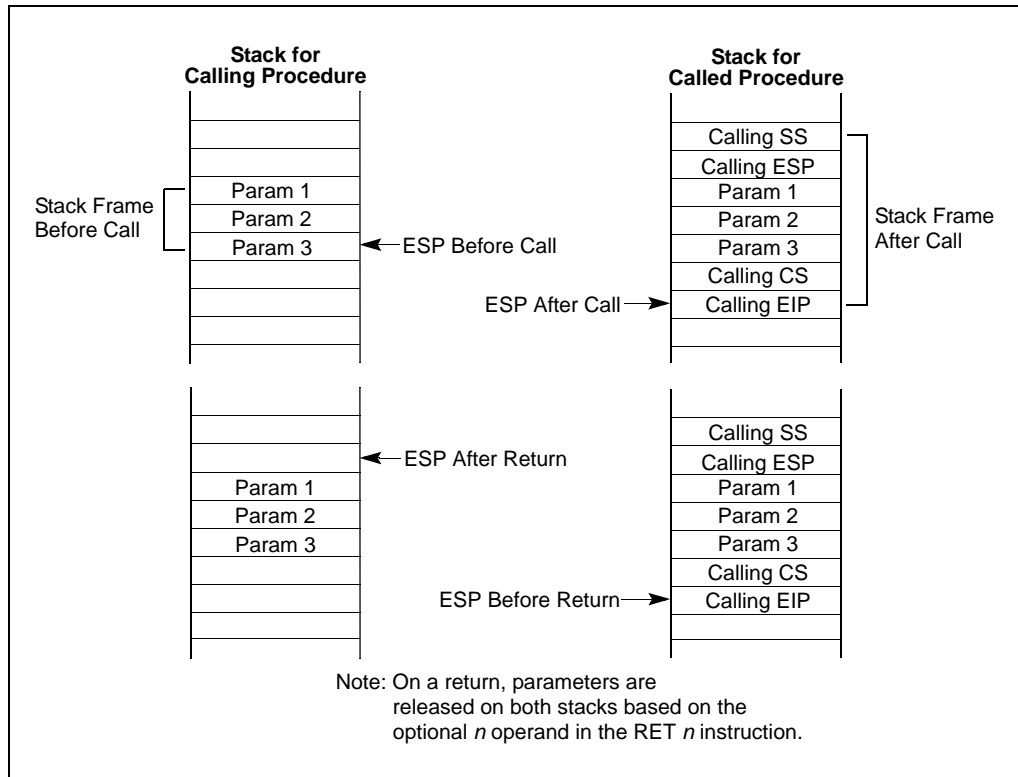 Stack for
Calling Procedure
Param 1
Param 2
Param 3
Stack Frame
Before Call
ESP Before Call
Stack for
Called Procedure
Calling SS
Calling ESP
Param 1
Param 2
Param 3
Calling CS
Calling EIP
ESP After Call
Stack Frame
After Call
ESP After Return
Param 1
Param 2
Param 3
Calling SS
Calling ESP
Param 1
Param 2
Param 3
Calling CS
Calling EIP
ESP Before Return
Note: On a return, parameters are
released on both stacks based on the
optional n operand in the RET n instruction.